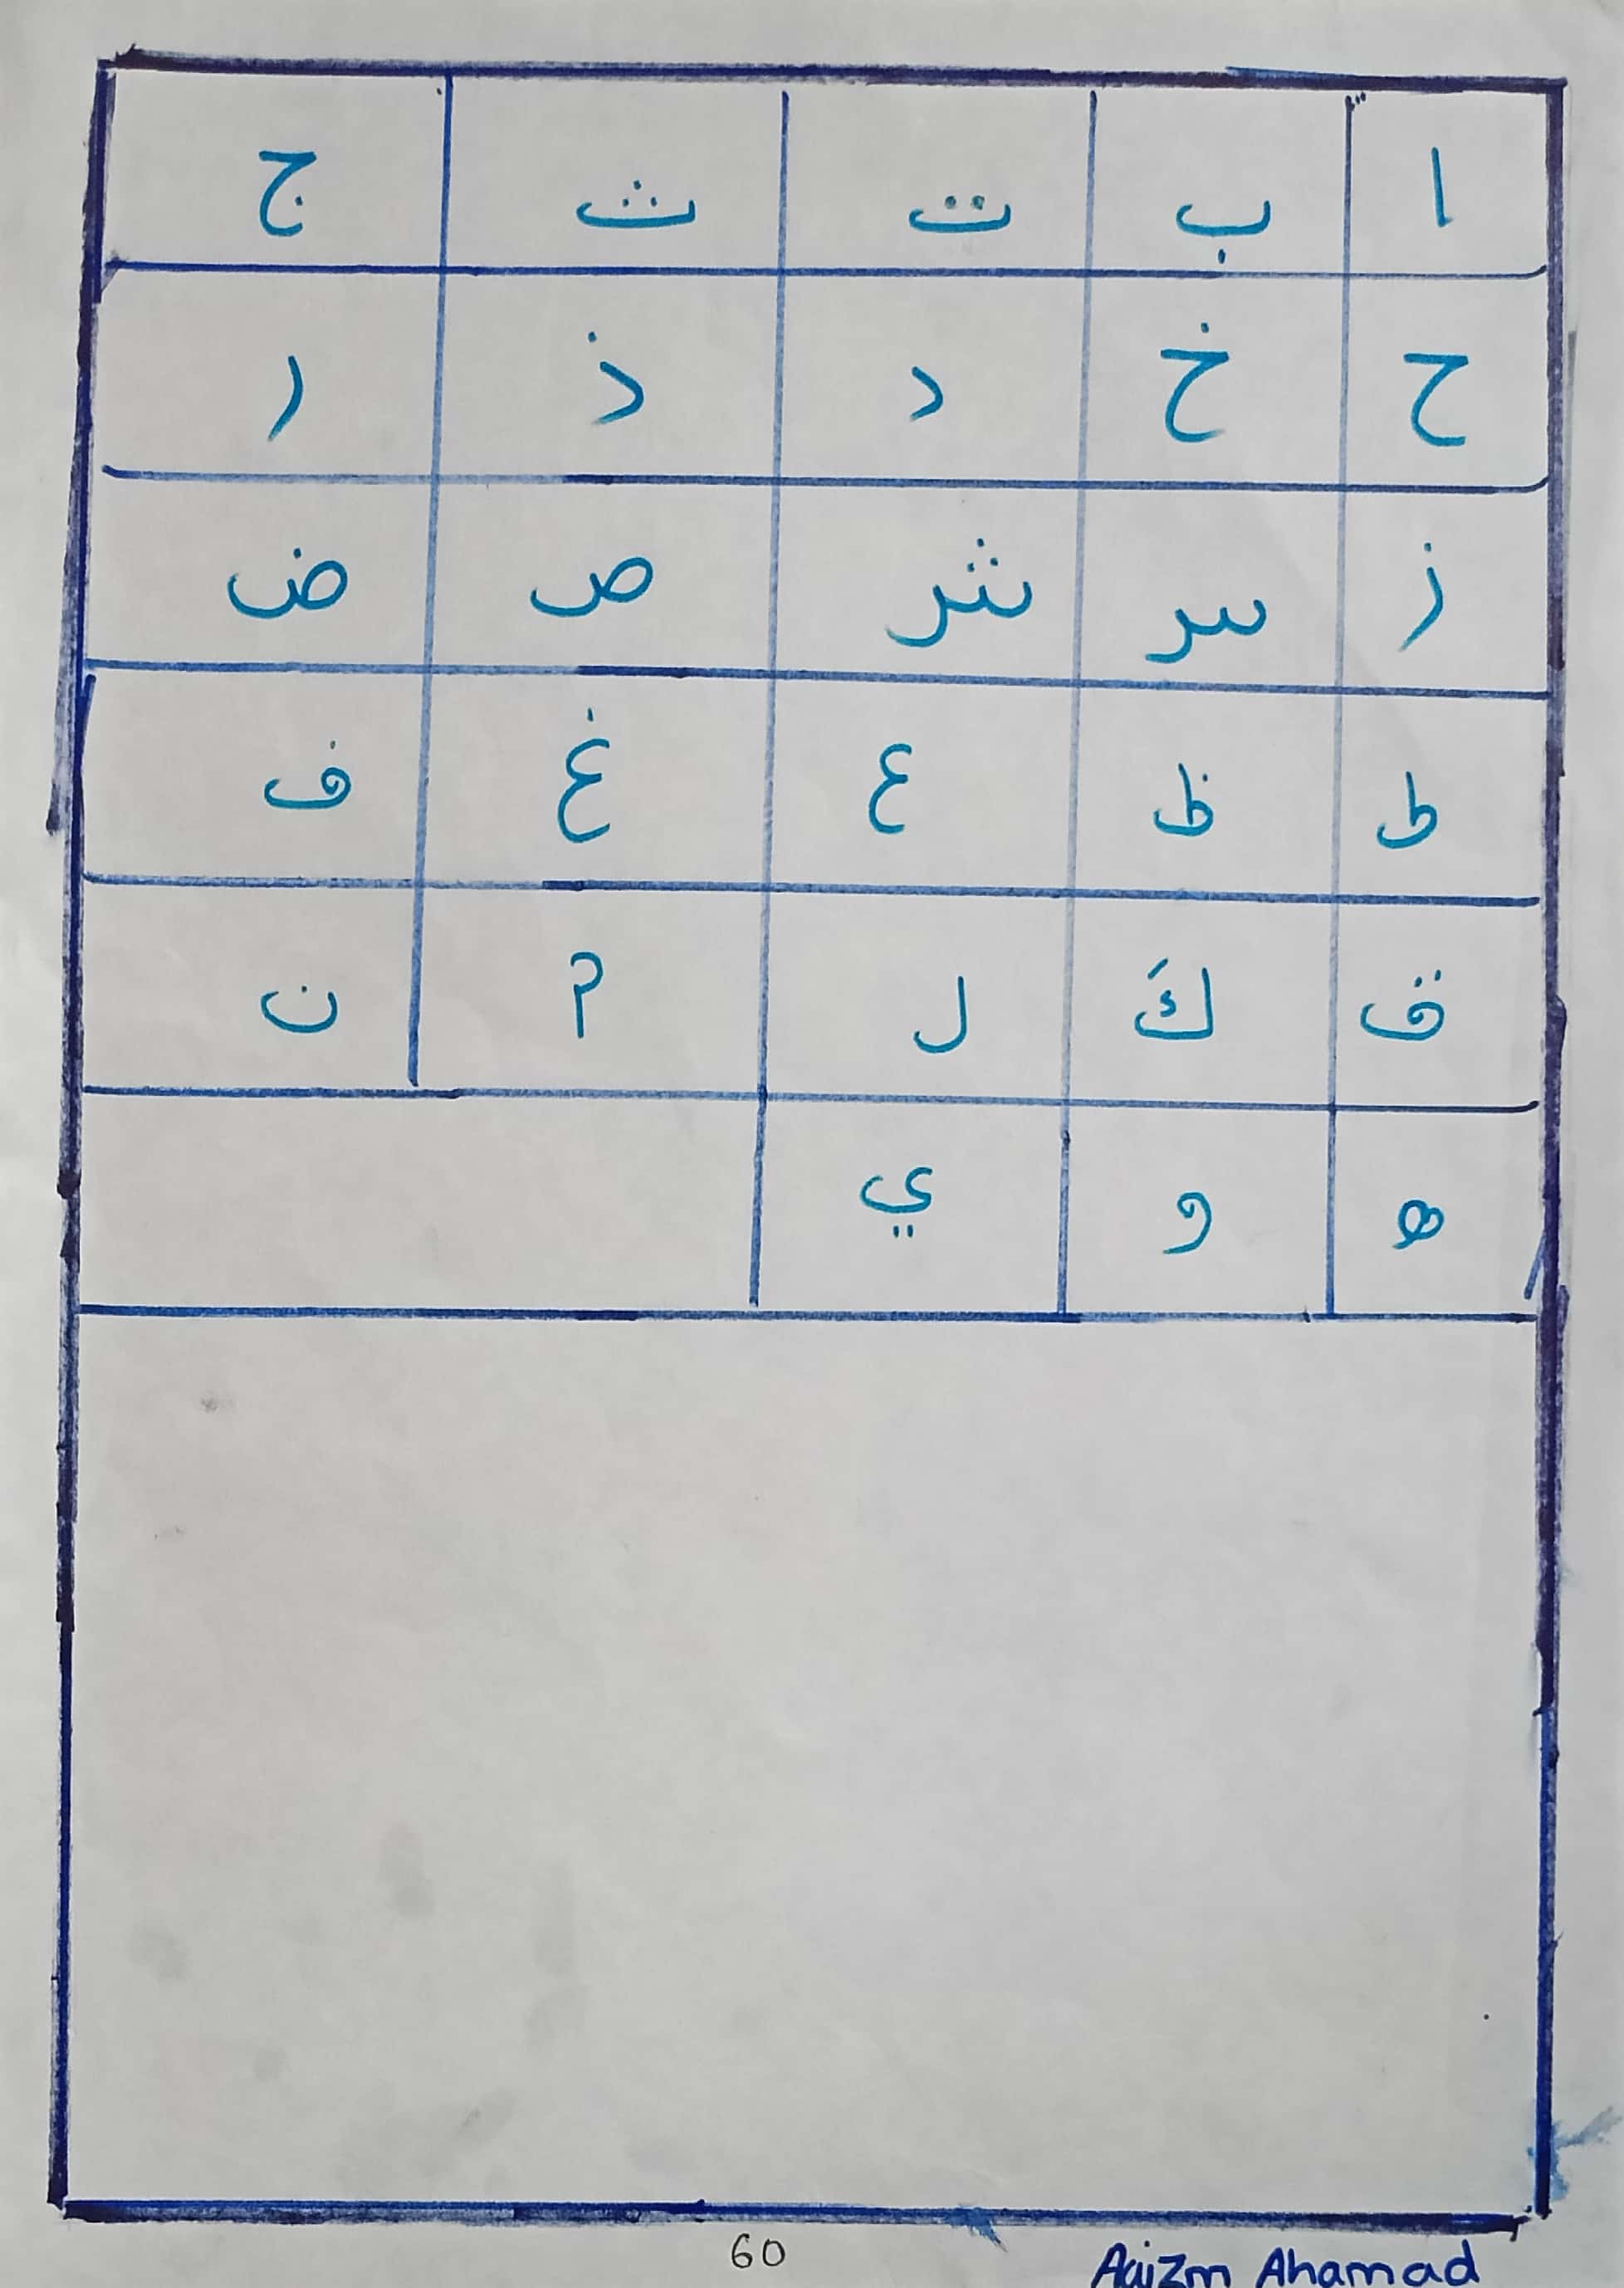 ا ب ت ث ج
ح خ د ذ ر
ز س ش ص ض
ط ظ ع غ ف
ق ك ل م ن
ه و ي
60
Aaizm Ahamad